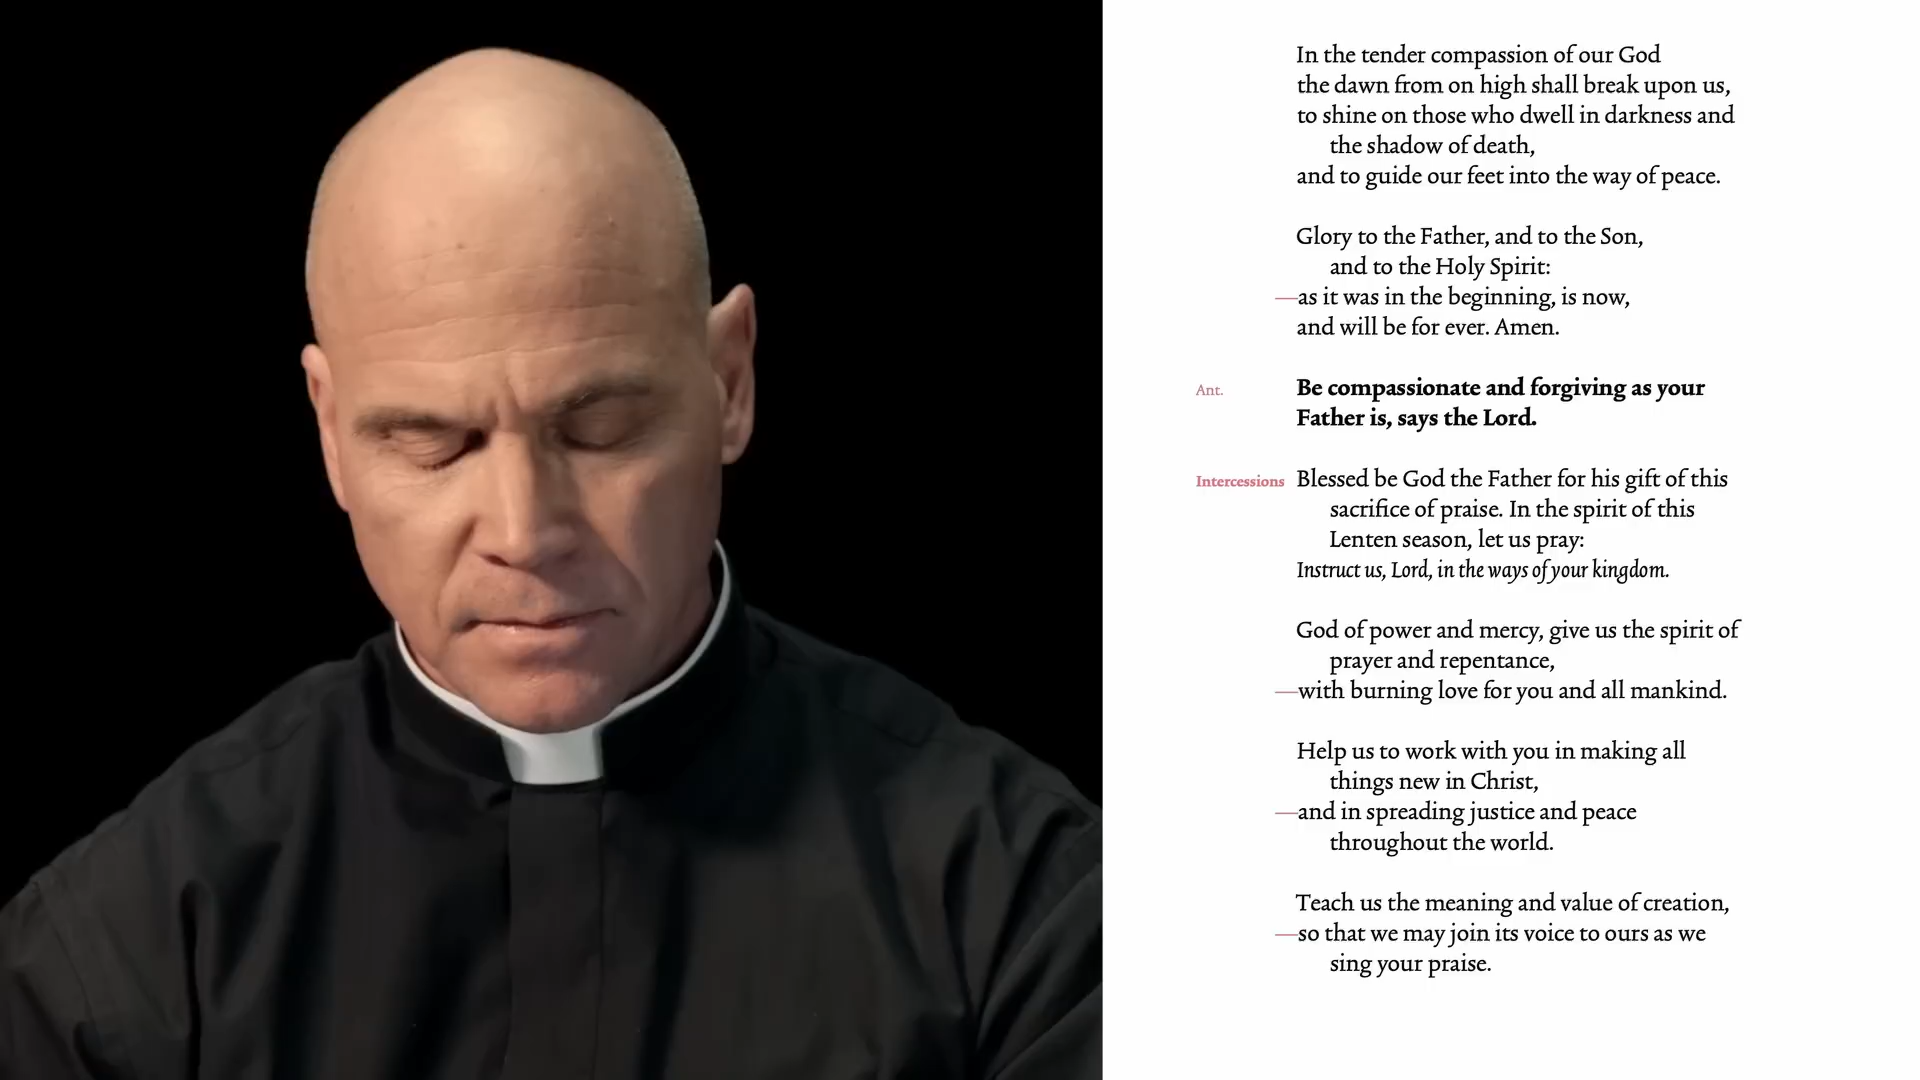 In the tender compassion of our God
the dawn from on high shall break upon us,
to shine on those who dwell in darkness and
the shadow of death,
and to guide our feet into the way of peace.
Glory to the Father, and to the Son,
and to the Holy Spirit:
—as it was in the beginning, is now,
and will be for ever. Amen.
Ant. Be compassionate and forgiving as your
Father is, says the Lord.
Intercessions Blessed be God the Father for his gift of this
sacrifice of praise. In the spirit of this
Lenten season, let us pray:
Instruct us, Lord, in the ways of your kingdom.
God of power and mercy, give us the spirit of
prayer and repentance,
—with burning love for you and all mankind.
Help us to work with you in making all
things new in Christ,
—and in spreading justice and peace
throughout the world.
Teach us the meaning and value of creation,
—so that we may join its voice to ours as we
sing your praise.